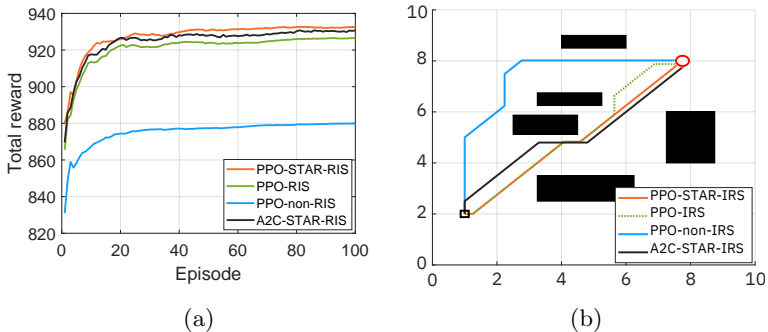 940
920
900
880
860
840
820
Total reward
0 20 40 60 80 100
Episode
PPO-STAR-RIS
PPO-RIS
PPO-non-RIS
A2C-STAR-RIS
(a)
10
8
6
4
2
0
0 2 4 6 8 10
PPO-STAR-IRS
PPO-IRS
PPO-non-IRS
A2C-STAR-IRS
(b)